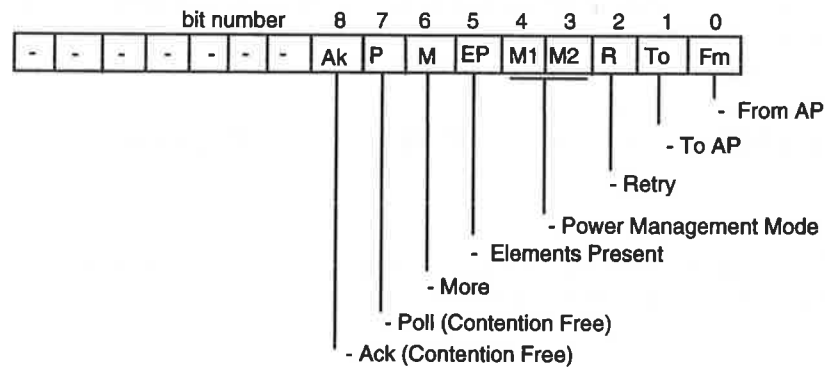 bit number 8 7 6 5 4 3 2 1 0
- - - - - - - Ak P M EP M1 M2 R To Fm
- From AP
- To AP
- Retry
- Power Management Mode
- Elements Present
- More
- Poll (Contention Free)
- Ack (Contention Free)